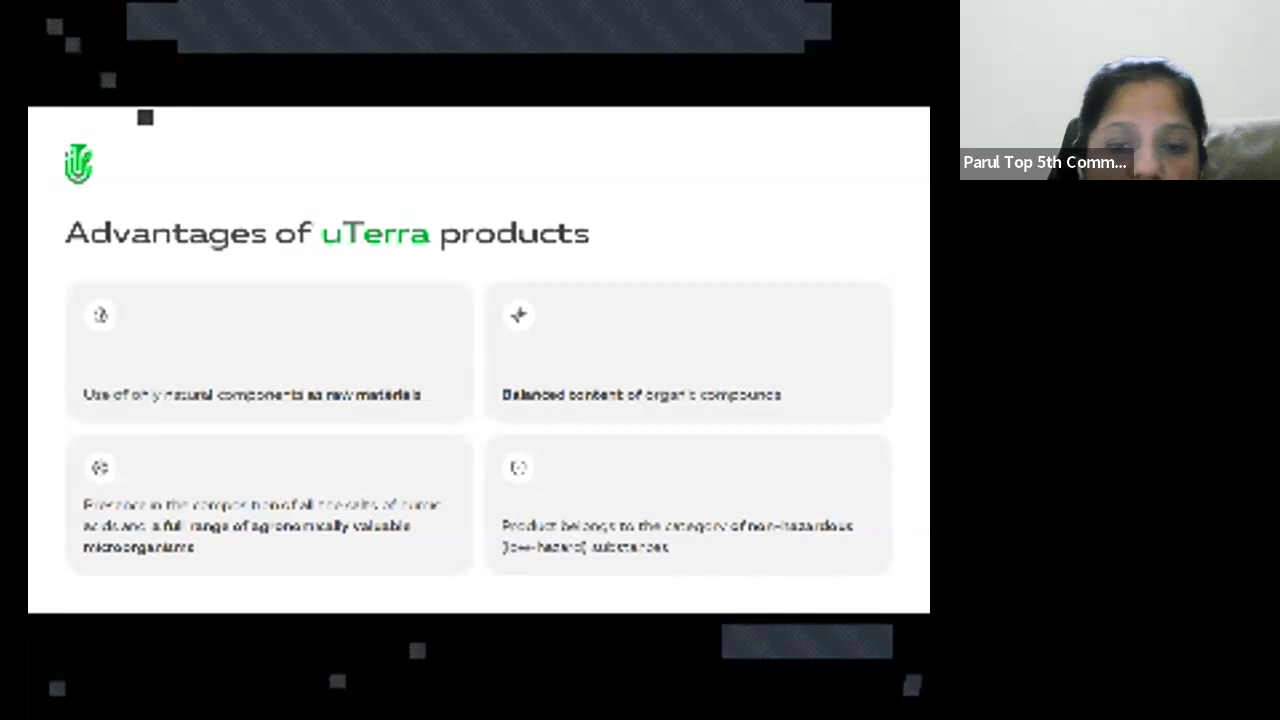 Advantages of uTerra products
Use of only natural components as raw materials
Balanced content of organic compounds
Presence in the composition of all the salts of humic
acids and a full range of agronomically valuable
microorganisms
Product belongs to the category of non-hazardous
(low-hazard) substances
Parul Top 5th Comm...